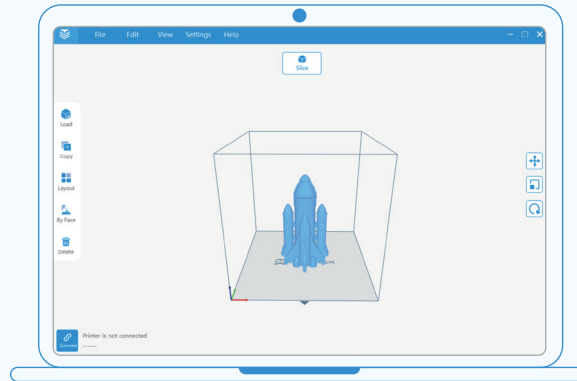 File Edit View Settings Help
Slice
Load
Copy
Layout
By Face
Delete
Printer is not connected
------
Connect